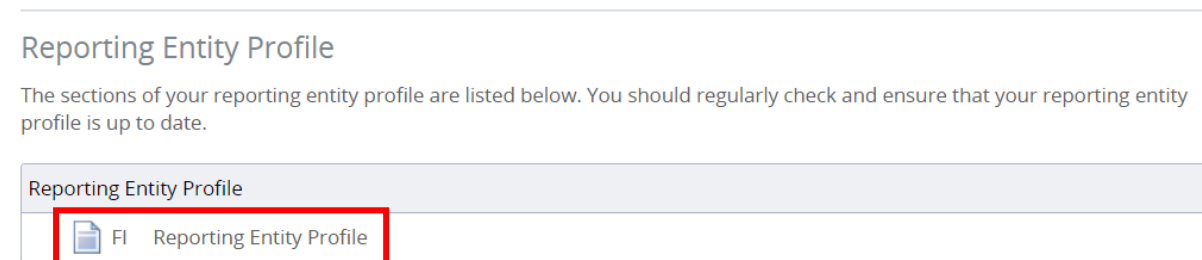 Reporting Entity Profile
The sections of your reporting entity profile are listed below. You should regularly check and ensure that your reporting entity
profile is up to date.
Reporting Entity Profile
FI Reporting Entity Profile